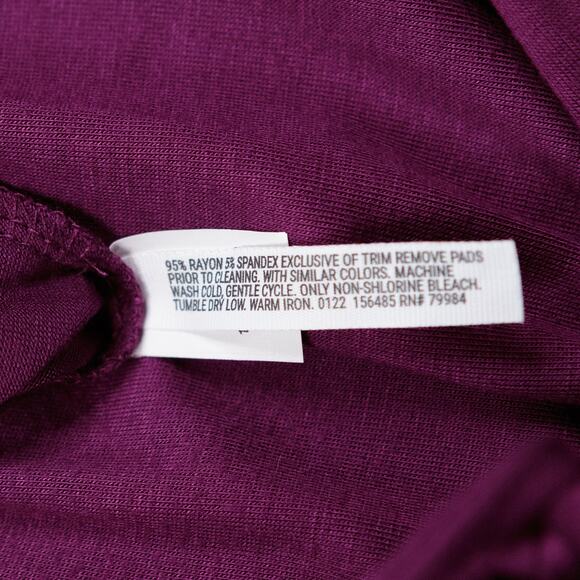 95% RAYON 5% SPANDEX EXCLUSIVE OF TRIM REMOVE PADS
PRIOR TO CLEANING. WITH SIMILAR COLORS. MACHINE
WASH COLD, GENTLE CYCLE. ONLY NON-SHLORINE BLEACH.
TUMBLE DRY LOW. WARM IRON. 0122 156485 RN# 79984